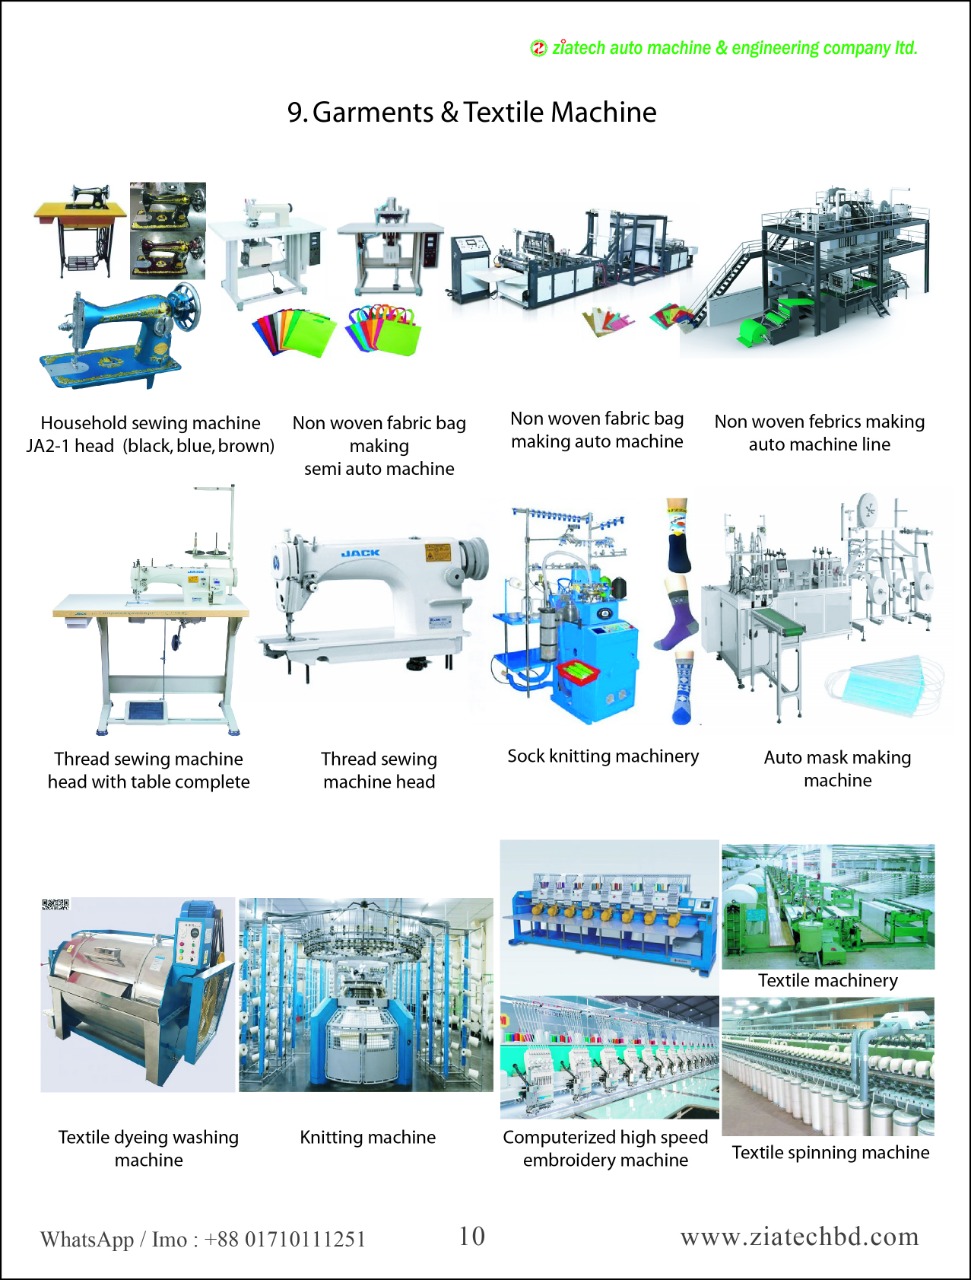 ziatech auto machine & engineering company ltd.
9. Garments & Textile Machine
Household sewing machine
JA2-1 head (black, blue, brown)
Non woven fabric bag
making
semi auto machine
Non woven fabric bag
making auto machine
Non woven febrics making
auto machine line
JACK
Thread sewing machine
head with table complete
Thread sewing
machine head
Sock knitting machinery
Auto mask making
machine
Textile machinery
Textile dyeing washing
machine
Knitting machine
Computerized high speed
embroidery machine
Textile spinning machine
WhatsApp / Imo : +88 01710111251
10
www.ziatechbd.com